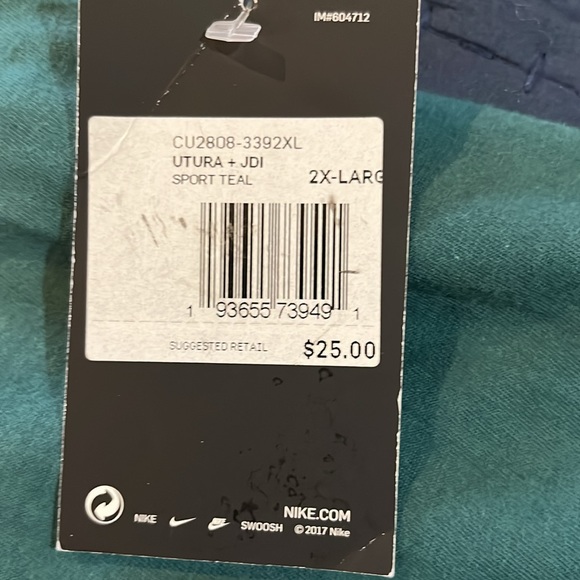 IM#604712
CU2808-3392XL
UTURA + JDI
SPORT TEAL 2X-LARG
1 93655 73949 1
SUGGESTED RETAIL $25.00
NIKE.COM
NIKE SWOOSH © 2017 Nike